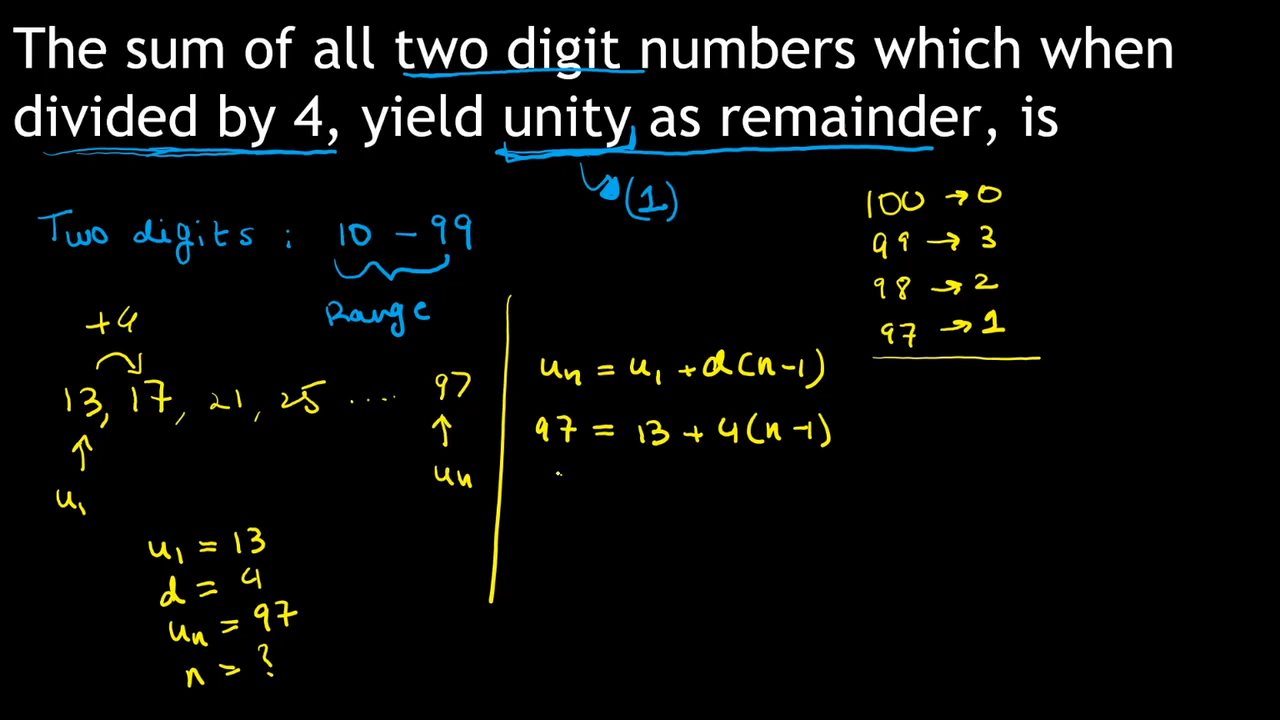 The sum of all two digit numbers which when
divided by 4, yield unity as remainder, is
(1)
Two digits : 10 - 99
Range
100 → 0
99 → 3
98 → 2
97 → 1
+4
13, 17, 21, 25 .... 97
u₁
uₙ
u₁ = 13
d = 4
uₙ = 97
n = ?
uₙ = u₁ + d(n-1)
97 = 13 + 4(n-1)